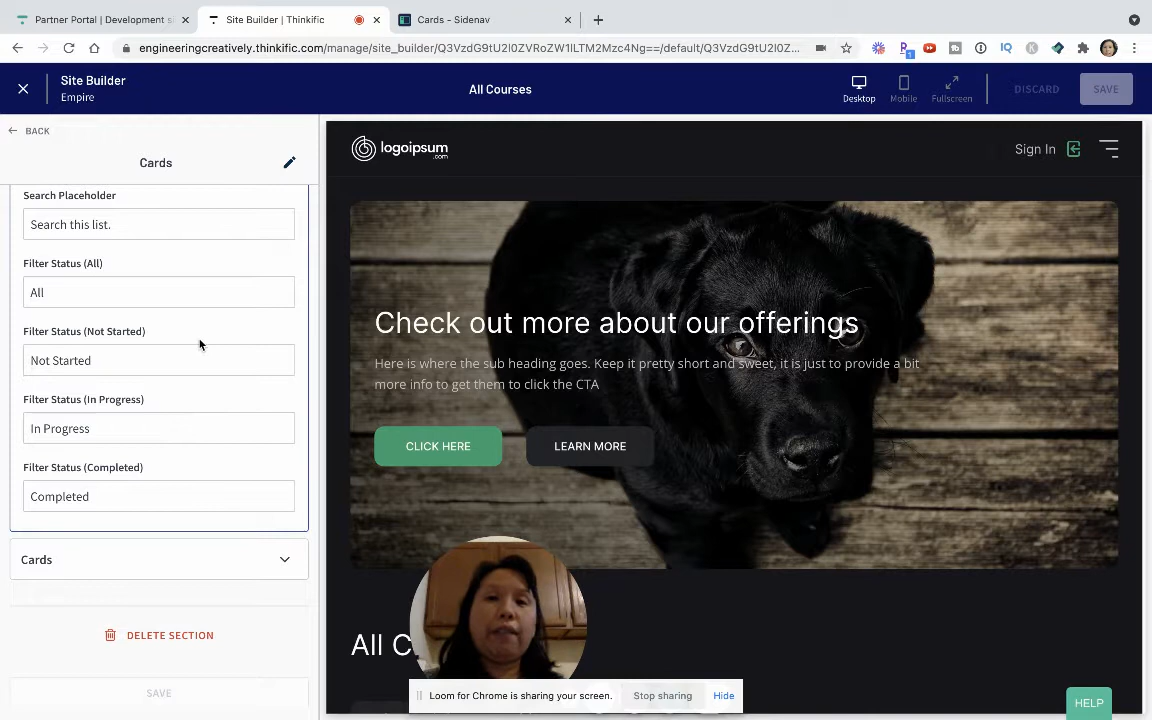 Partner Portal | Development s
Site Builder | Thinkific
Cards - Sidenav
engineeringcreatively.thinkific.com/manage/site_builder/Q3VzdG9tU2l0ZVRoZW1lLTM2Mzc4Ng==/default/Q3VzdG9tU2l0Z...
Site Builder
Empire
All Courses
Desktop
Mobile
Fullscreen
DISCARD
SAVE
BACK
Cards
Search Placeholder
Search this list.
Filter Status (All)
All
Filter Status (Not Started)
Not Started
Filter Status (In Progress)
In Progress
Filter Status (Completed)
Completed
Cards
DELETE SECTION
SAVE
logoipsum
.com
Sign In
Check out more about our offerings
Here is where the sub heading goes. Keep it pretty short and sweet, it is just to provide a bit
more info to get them to click the CTA
CLICK HERE
LEARN MORE
All C
Loom for Chrome is sharing your screen.
Stop sharing
Hide
HELP